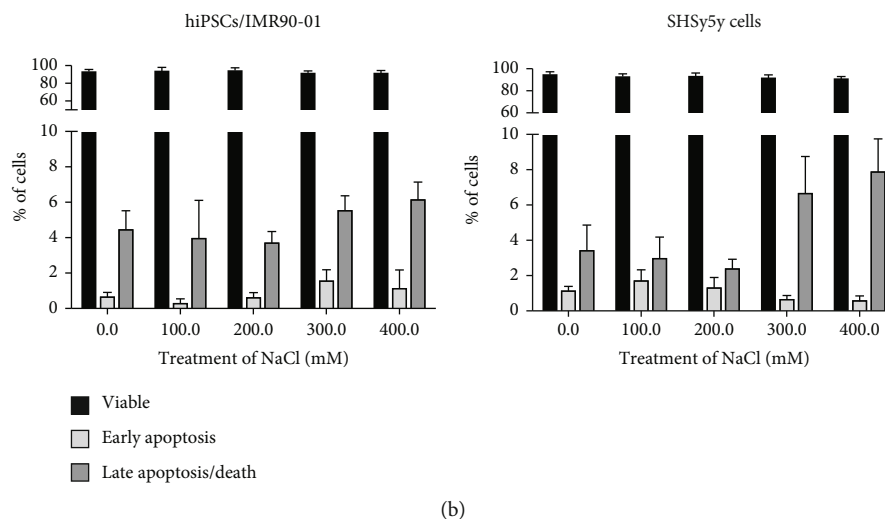 hiPSCs/IMR90-01
100
80
60
10
8
6
4
2
0
% of cells
0.0 100.0 200.0 300.0 400.0
Treatment of NaCl (mM)
SHSy5y cells
100
80
60
10
8
6
4
2
0
% of cells
0.0 100.0 200.0 300.0 400.0
Treatment of NaCl (mM)
Viable
Early apoptosis
Late apoptosis/death
(b)